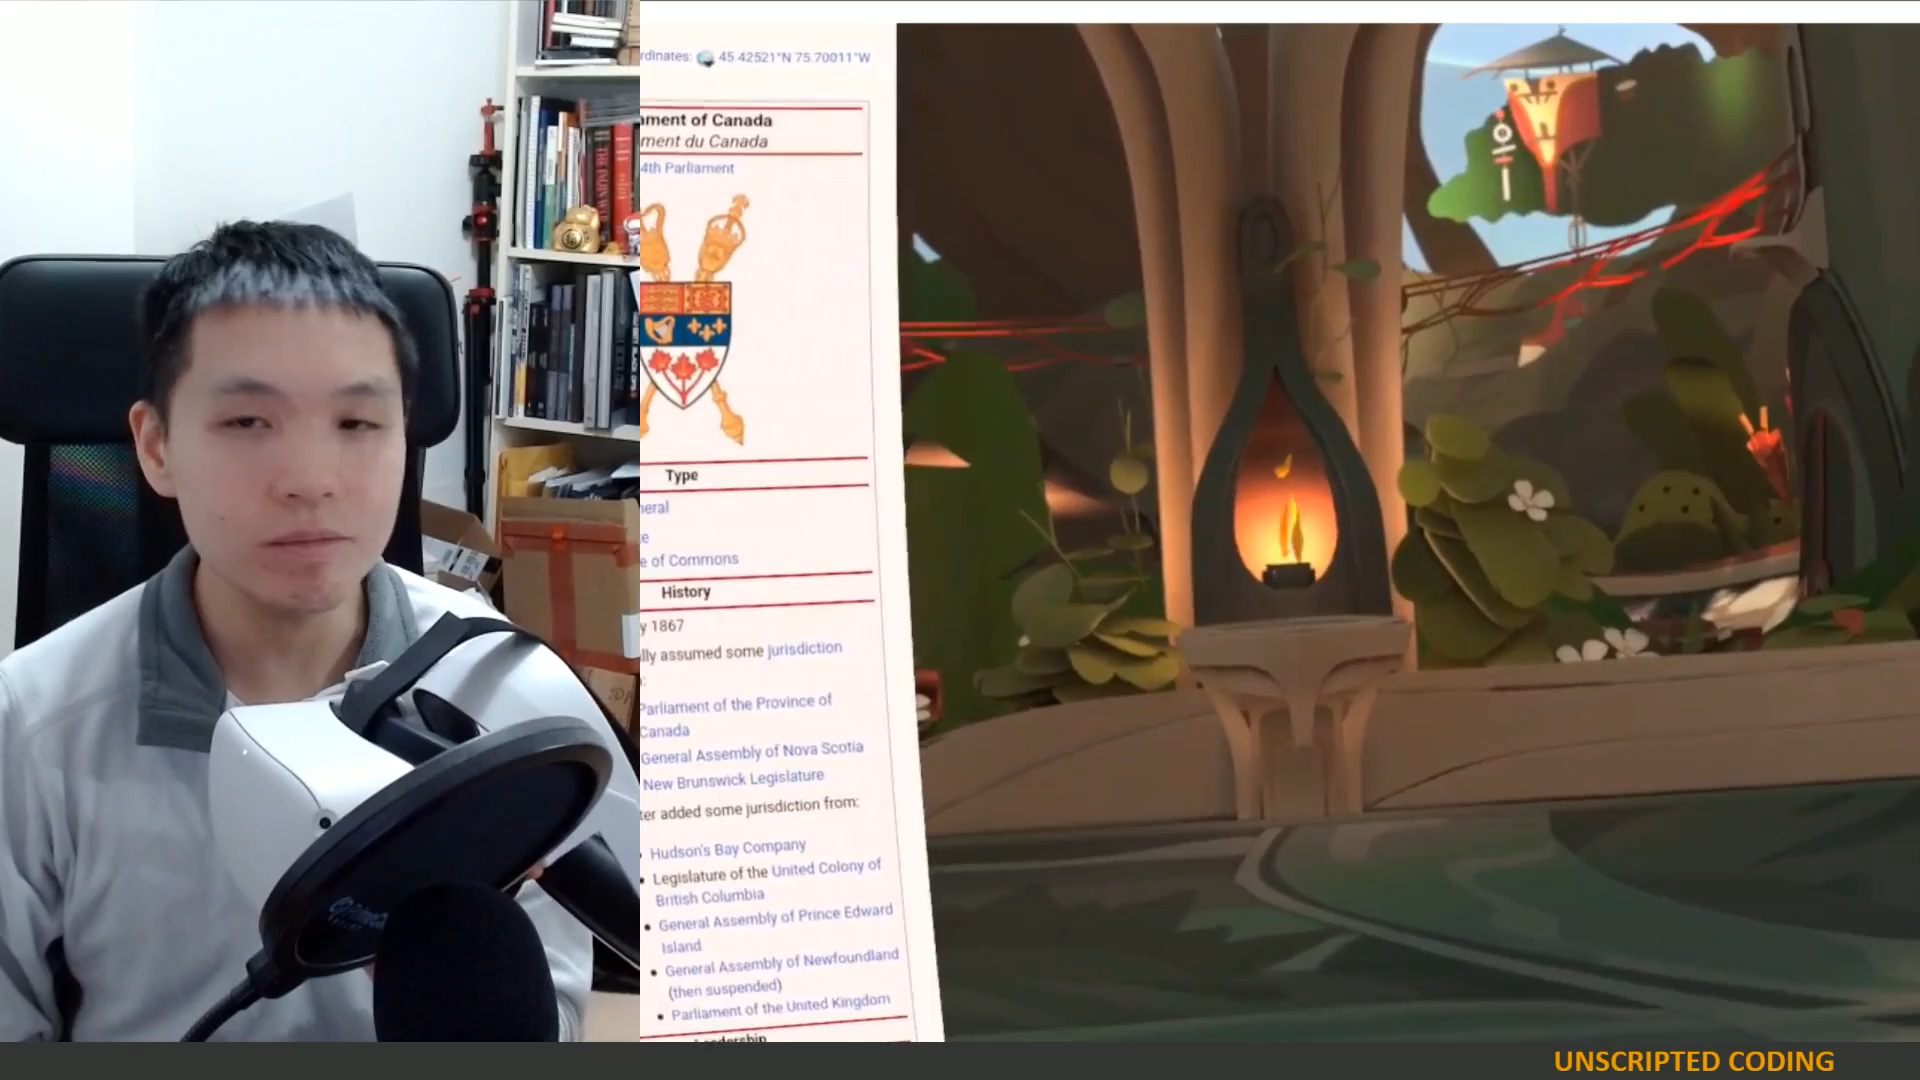 rdinates: 45.42521°N 75.70011°W
ment of Canada
ment du Canada
4th Parliament
Type
eral
e
e of Commons
History
y 1867
lly assumed some jurisdiction
:
Parliament of the Province of
Canada
General Assembly of Nova Scotia
New Brunswick Legislature
ter added some jurisdiction from:
Hudson's Bay Company
Legislature of the United Colony of
British Columbia
General Assembly of Prince Edward
Island
General Assembly of Newfoundland
(then suspended)
Parliament of the United Kingdom
UNSCRIPTED CODING